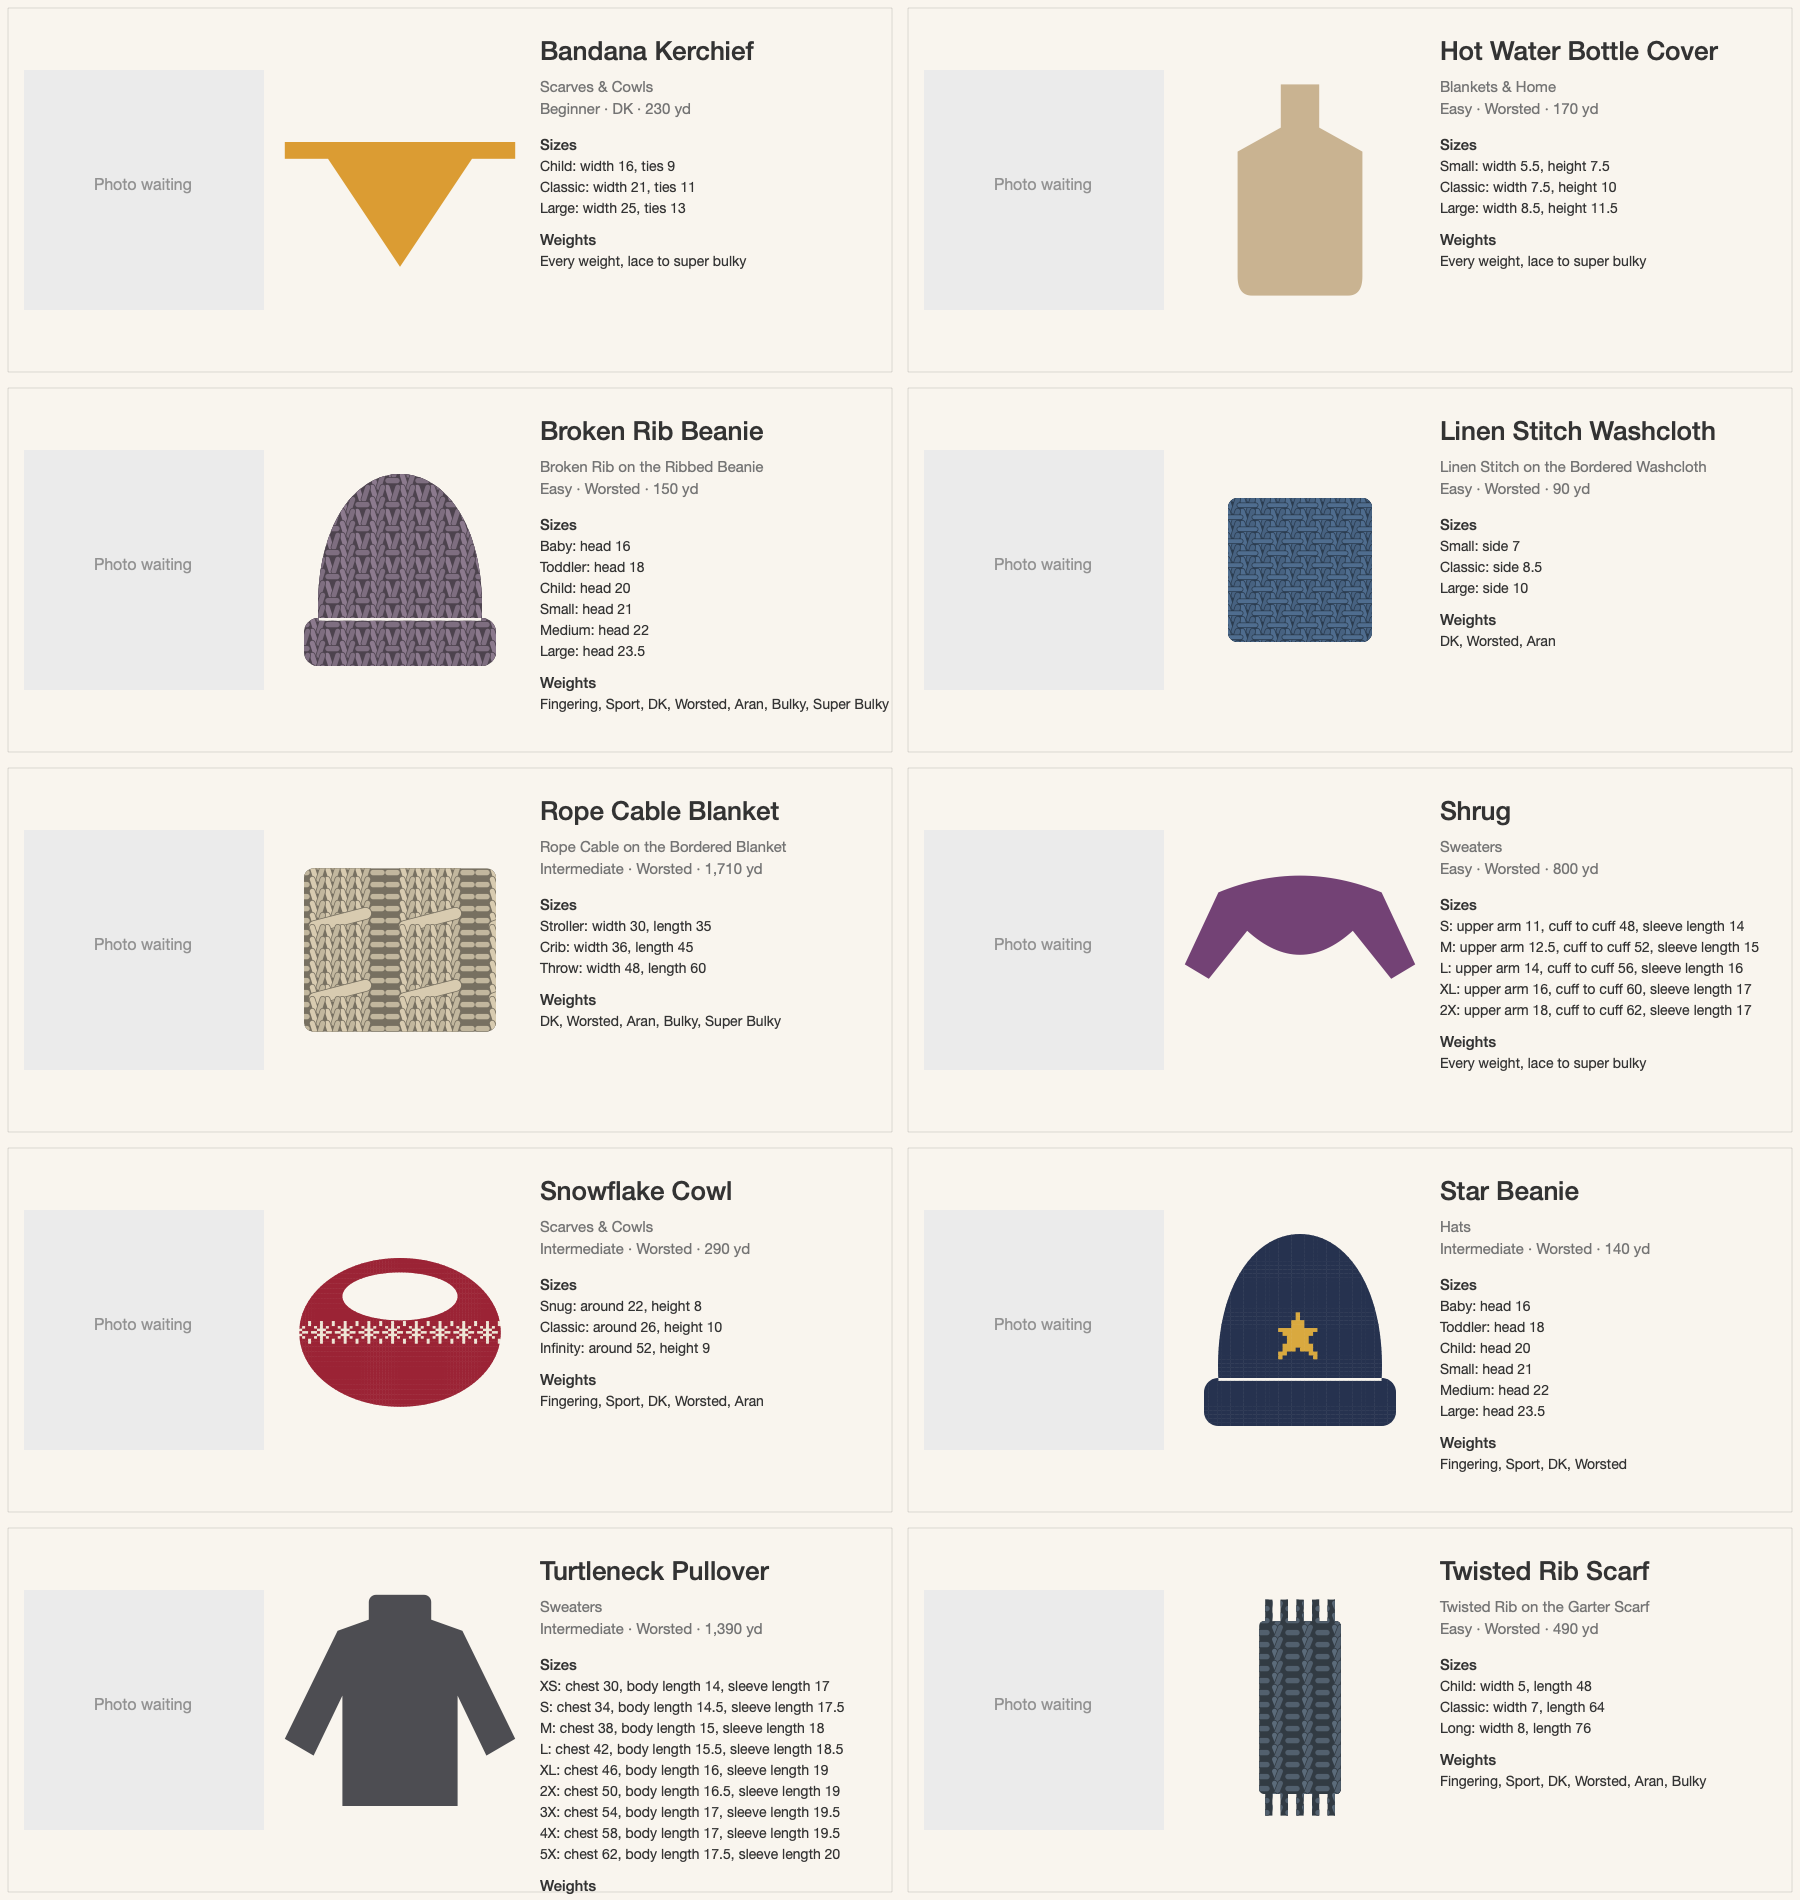 Bandana Kerchief
Scarves & Cowls
Beginner · DK · 230 yd
Photo waiting
Sizes
Child: width 16, ties 9
Classic: width 21, ties 11
Large: width 25, ties 13
Weights
Every weight, lace to super bulky
Hot Water Bottle Cover
Blankets & Home
Easy · Worsted · 170 yd
Photo waiting
Sizes
Small: width 5.5, height 7.5
Classic: width 7.5, height 10
Large: width 8.5, height 11.5
Weights
Every weight, lace to super bulky
Broken Rib Beanie
Broken Rib on the Ribbed Beanie
Easy · Worsted · 150 yd
Photo waiting
Sizes
Baby: head 16
Toddler: head 18
Child: head 20
Small: head 21
Medium: head 22
Large: head 23.5
Weights
Fingering, Sport, DK, Worsted, Aran, Bulky, Super Bulky
Linen Stitch Washcloth
Linen Stitch on the Bordered Washcloth
Easy · Worsted · 90 yd
Photo waiting
Sizes
Small: side 7
Classic: side 8.5
Large: side 10
Weights
DK, Worsted, Aran
Rope Cable Blanket
Rope Cable on the Bordered Blanket
Intermediate · Worsted · 1,710 yd
Photo waiting
Sizes
Stroller: width 30, length 35
Crib: width 36, length 45
Throw: width 48, length 60
Weights
DK, Worsted, Aran, Bulky, Super Bulky
Shrug
Sweaters
Easy · Worsted · 800 yd
Photo waiting
Sizes
S: upper arm 11, cuff to cuff 48, sleeve length 14
M: upper arm 12.5, cuff to cuff 52, sleeve length 15
L: upper arm 14, cuff to cuff 56, sleeve length 16
XL: upper arm 16, cuff to cuff 60, sleeve length 17
2X: upper arm 18, cuff to cuff 62, sleeve length 17
Weights
Every weight, lace to super bulky
Snowflake Cowl
Scarves & Cowls
Intermediate · Worsted · 290 yd
Photo waiting
Sizes
Snug: around 22, height 8
Classic: around 26, height 10
Infinity: around 52, height 9
Weights
Fingering, Sport, DK, Worsted, Aran
Star Beanie
Hats
Intermediate · Worsted · 140 yd
Photo waiting
Sizes
Baby: head 16
Toddler: head 18
Child: head 20
Small: head 21
Medium: head 22
Large: head 23.5
Weights
Fingering, Sport, DK, Worsted
Turtleneck Pullover
Sweaters
Intermediate · Worsted · 1,390 yd
Photo waiting
Sizes
XS: chest 30, body length 14, sleeve length 17
S: chest 34, body length 14.5, sleeve length 17.5
M: chest 38, body length 15, sleeve length 18
L: chest 42, body length 15.5, sleeve length 18.5
XL: chest 46, body length 16, sleeve length 19
2X: chest 50, body length 16.5, sleeve length 19
3X: chest 54, body length 17, sleeve length 19.5
4X: chest 58, body length 17, sleeve length 19.5
5X: chest 62, body length 17.5, sleeve length 20
Weights
Twisted Rib Scarf
Twisted Rib on the Garter Scarf
Easy · Worsted · 490 yd
Photo waiting
Sizes
Child: width 5, length 48
Classic: width 7, length 64
Long: width 8, length 76
Weights
Fingering, Sport, DK, Worsted, Aran, Bulky